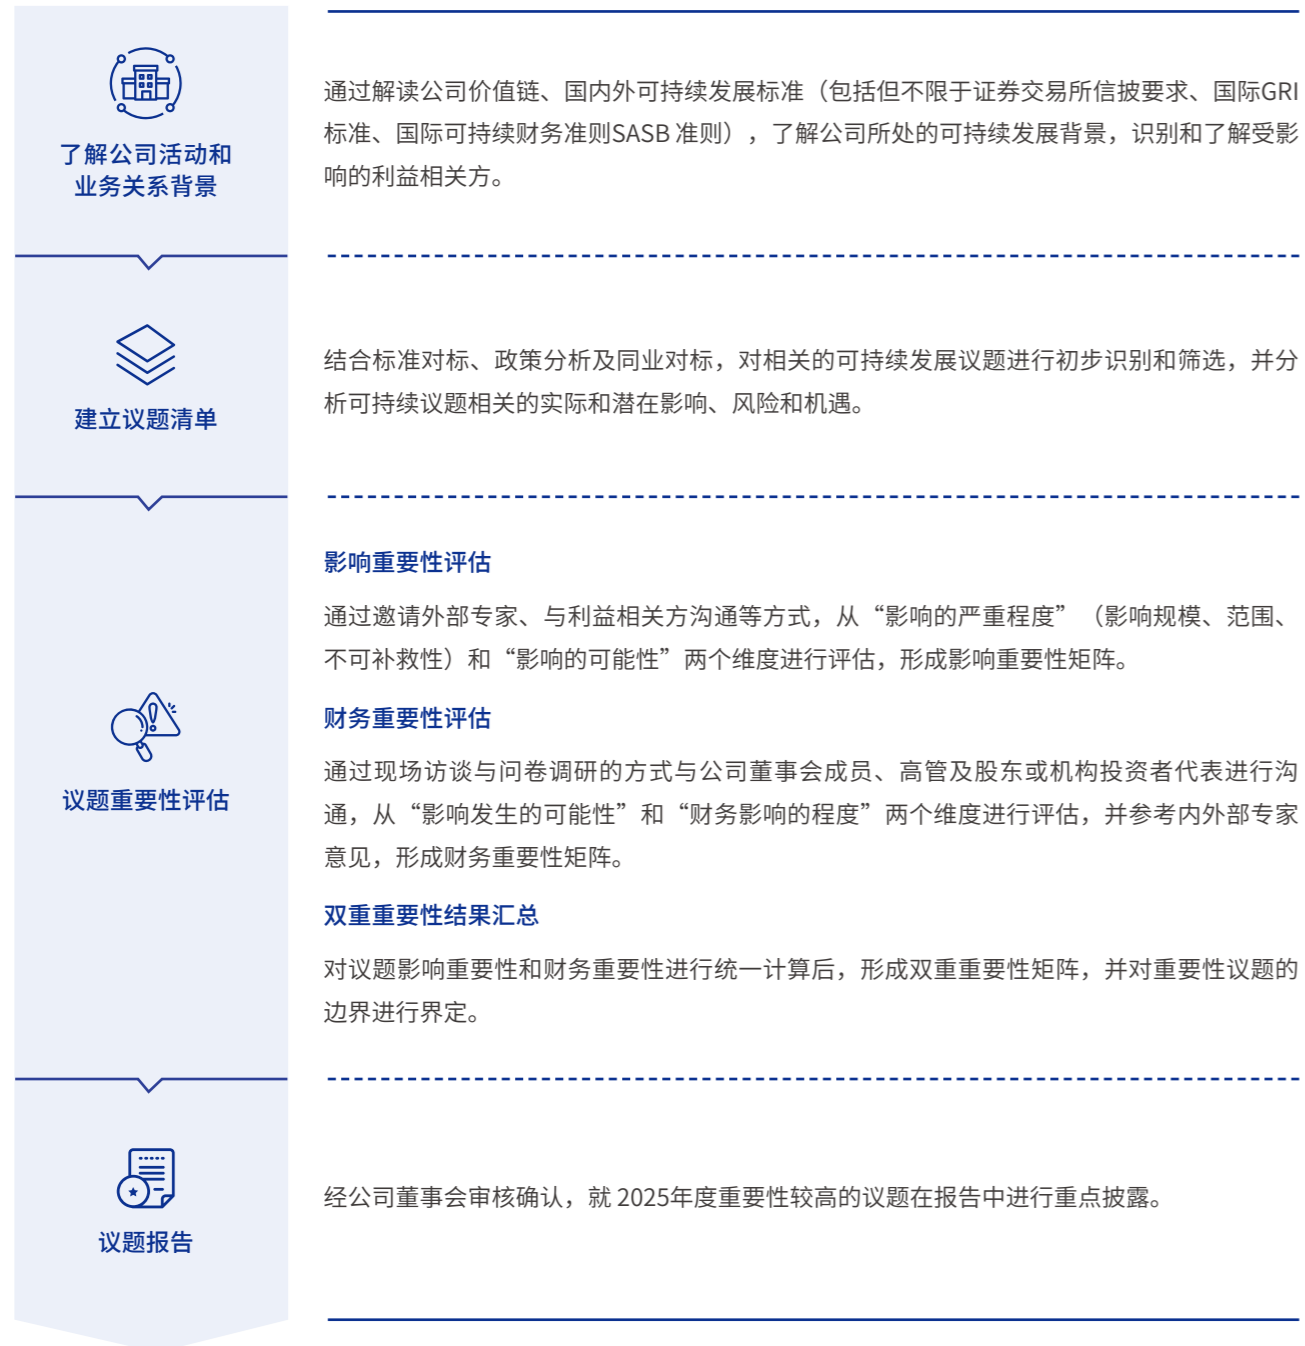 了解公司活动和
业务关系背景
通过解读公司价值链、国内外可持续发展标准（包括但不限于证券交易所信披要求、国际GRI
标准、国际可持续财务准则SASB 准则），了解公司所处的可持续发展背景，识别和了解受影
响的利益相关方。
建立议题清单
结合标准对标、政策分析及同业对标，对相关的可持续发展议题进行初步识别和筛选，并分
析可持续议题相关的实际和潜在影响、风险和机遇。
议题重要性评估
影响重要性评估
通过邀请外部专家、与利益相关方沟通等方式，从“影响的严重程度”（影响规模、范围、
不可补救性）和“影响的可能性”两个维度进行评估，形成影响重要性矩阵。
财务重要性评估
通过现场访谈与问卷调研的方式与公司董事会成员、高管及股东或机构投资者代表进行沟
通，从“影响发生的可能性”和“财务影响的程度”两个维度进行评估，并参考内外部专家
意见，形成财务重要性矩阵。
双重重要性结果汇总
对议题影响重要性和财务重要性进行统一计算后，形成双重重要性矩阵，并对重要性议题的
边界进行界定。
议题报告
经公司董事会审核确认，就 2025年度重要性较高的议题在报告中进行重点披露。